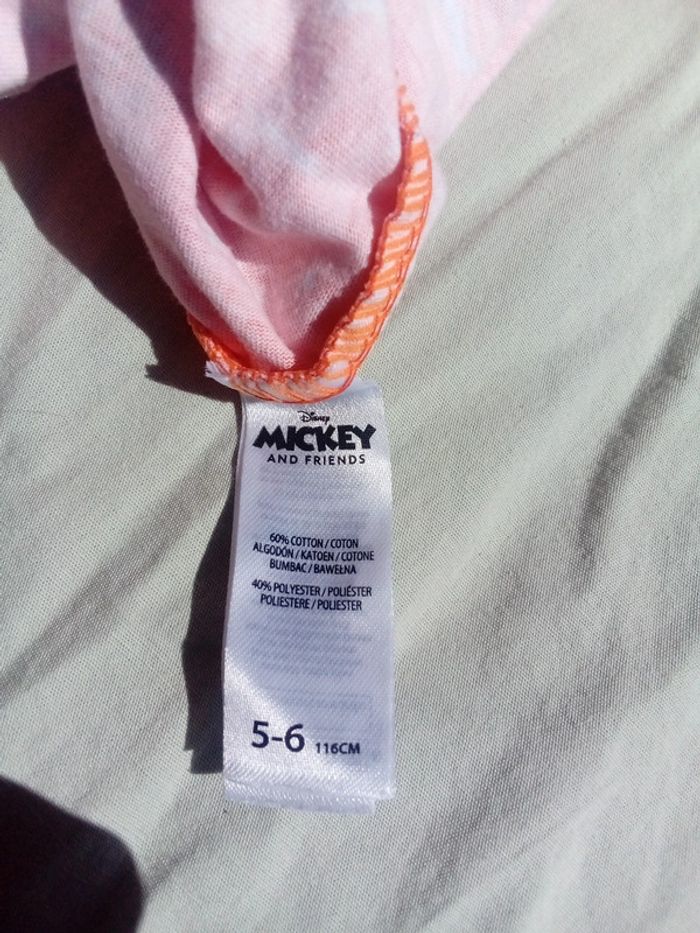 Disney
MICKEY
AND FRIENDS
60% COTTON / COTON
ALGODÓN / KATOEN / COTONE
BUMBAC / BAWEŁNA
40% POLYESTER / POLIÉSTER
POLIESTERE / POLIESTER
5-6 116CM